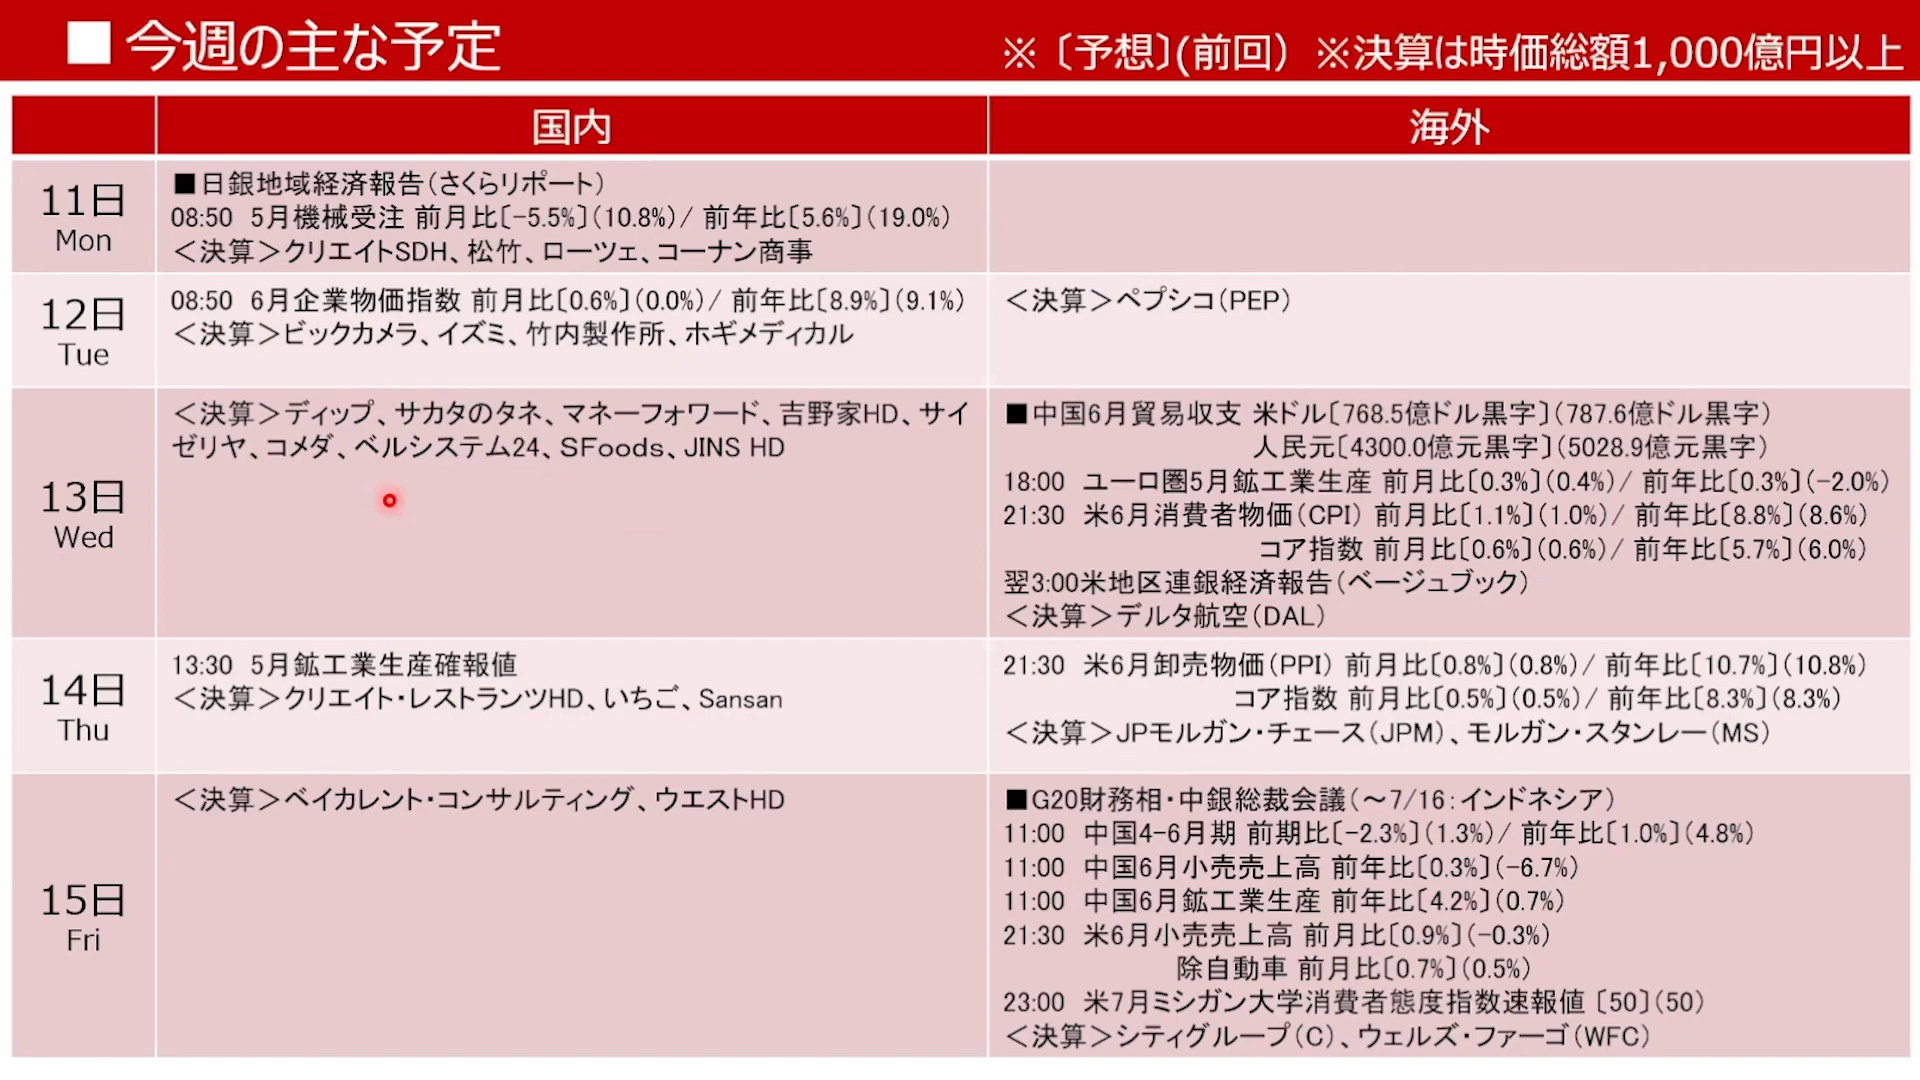 ■今週の主な予定
※〔予想〕(前回）※決算は時価総額1,000億円以上
国内
海外
11日
Mon
■日銀地域経済報告（さくらリポート）
08:50 5月機械受注 前月比〔-5.5%〕（10.8%）/ 前年比〔5.6%〕（19.0%）
＜決算＞クリエイトSDH、松竹、ローツェ、コーナン商事
12日
Tue
08:50 6月企業物価指数 前月比〔0.6%〕（0.0%）/ 前年比〔8.9%〕（9.1%）
＜決算＞ビックカメラ、イズミ、竹内製作所、ホギメディカル
＜決算＞ペプシコ（PEP）
13日
Wed
＜決算＞ディップ、サカタのタネ、マネーフォワード、吉野家HD、サイ
ゼリヤ、コメダ、ベルシステム24、SFoods、JINS HD
■中国6月貿易収支 米ドル〔768.5億ドル黒字〕（787.6億ドル黒字）
人民元〔4300.0億元黒字〕（5028.9億元黒字）
18:00 ユーロ圏5月鉱工業生産 前月比〔0.3%〕（0.4%）/ 前年比〔0.3%〕（-2.0%）
21:30 米6月消費者物価（CPI） 前月比〔1.1%〕（1.0%）/ 前年比〔8.8%〕（8.6%）
コア指数 前月比〔0.6%〕（0.6%）/ 前年比〔5.7%〕（6.0%）
翌3:00米地区連銀経済報告（ベージュブック）
＜決算＞デルタ航空（DAL）
14日
Thu
13:30 5月鉱工業生産確報値
＜決算＞クリエイト・レストランツHD、いちご、Sansan
21:30 米6月卸売物価（PPI） 前月比〔0.8%〕（0.8%）/ 前年比〔10.7%〕（10.8%）
コア指数 前月比〔0.5%〕（0.5%）/ 前年比〔8.3%〕（8.3%）
＜決算＞JPモルガン・チェース（JPM）、モルガン・スタンレー（MS）
15日
Fri
＜決算＞ベイカレント・コンサルティング、ウエストHD
■G20財務相・中銀総裁会議（～7/16：インドネシア）
11:00 中国4-6月期 前期比〔-2.3%〕（1.3%）/ 前年比〔1.0%〕（4.8%）
11:00 中国6月小売売上高 前年比〔0.3%〕（-6.7%）
11:00 中国6月鉱工業生産 前年比〔4.2%〕（0.7%）
21:30 米6月小売売上高 前月比〔0.9%〕（-0.3%）
除自動車 前月比〔0.7%〕（0.5%）
23:00 米7月ミシガン大学消費者態度指数速報値 〔50〕（50）
＜決算＞シティグループ（C）、ウェルズ・ファーゴ（WFC）